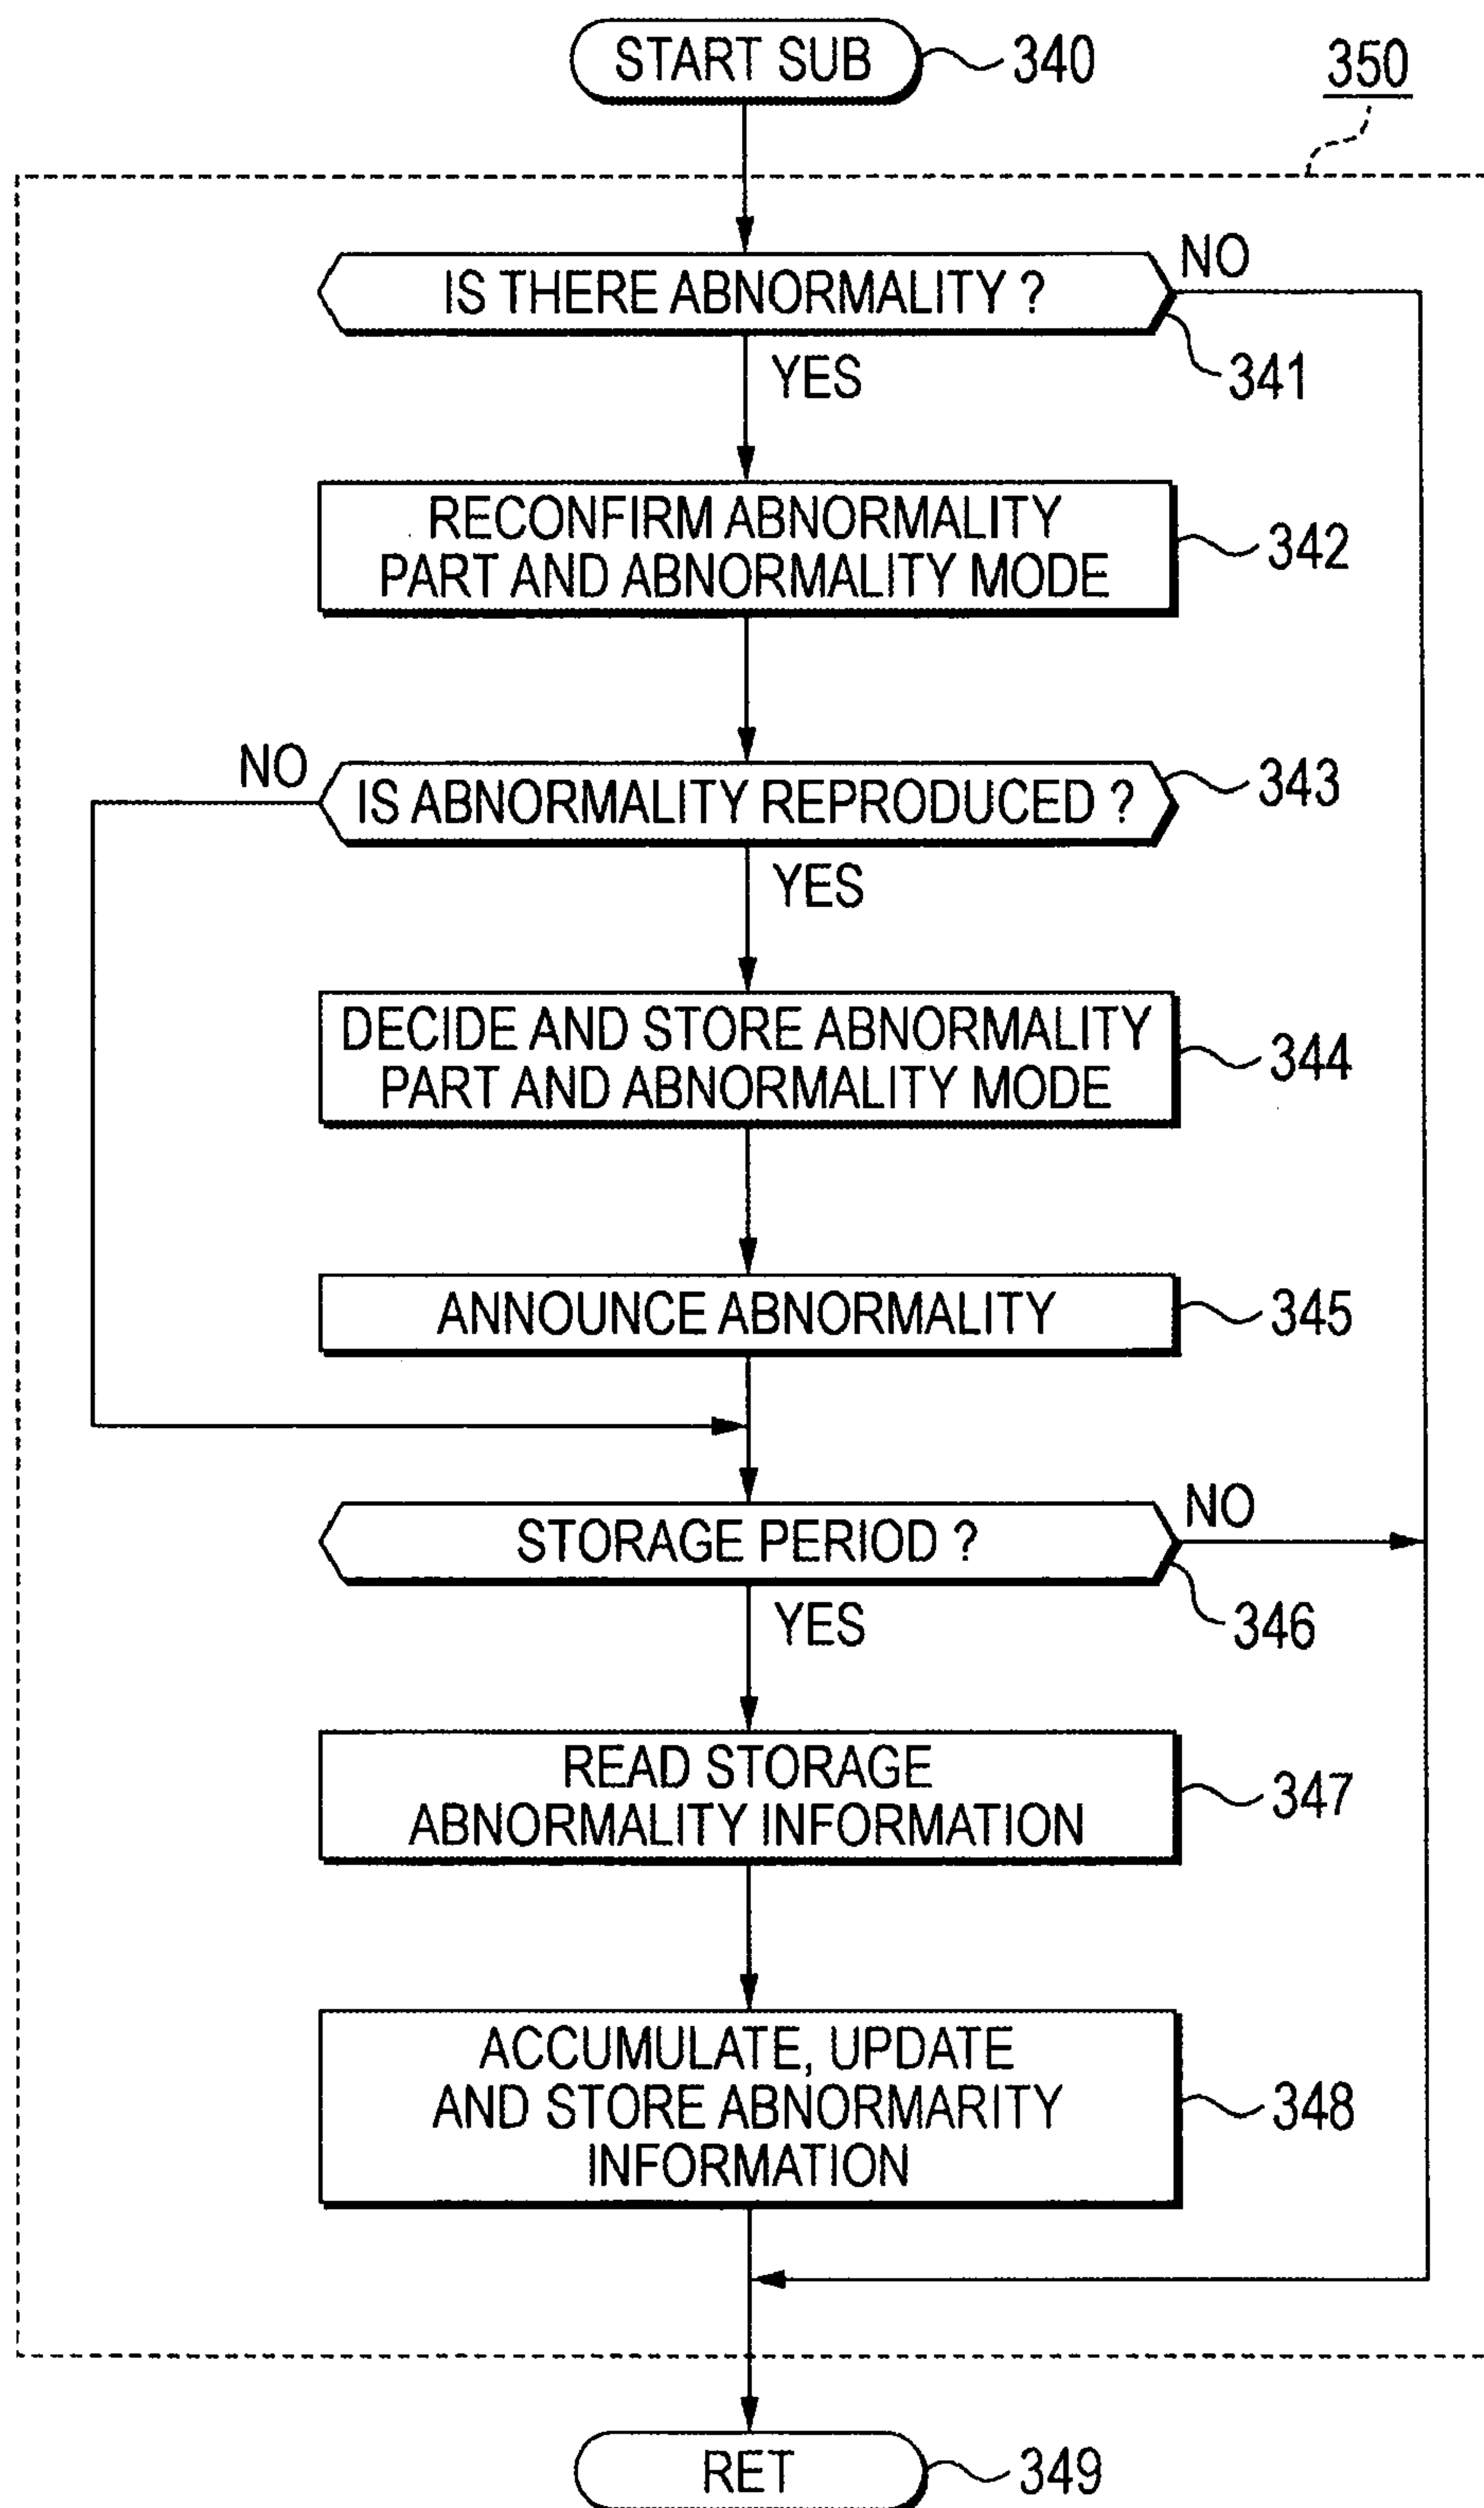 START SUB
340
350
IS THERE ABNORMALITY ?
NO
341
YES
RECONFIRM ABNORMALITY
PART AND ABNORMALITY MODE
342
NO
IS ABNORMALITY REPRODUCED ?
343
YES
DECIDE AND STORE ABNORMALITY
PART AND ABNORMALITY MODE
344
ANNOUNCE ABNORMALITY
345
STORAGE PERIOD ?
NO
346
YES
READ STORAGE
ABNORMALITY INFORMATION
347
ACCUMULATE, UPDATE
AND STORE ABNORMARITY
INFORMATION
348
RET
349